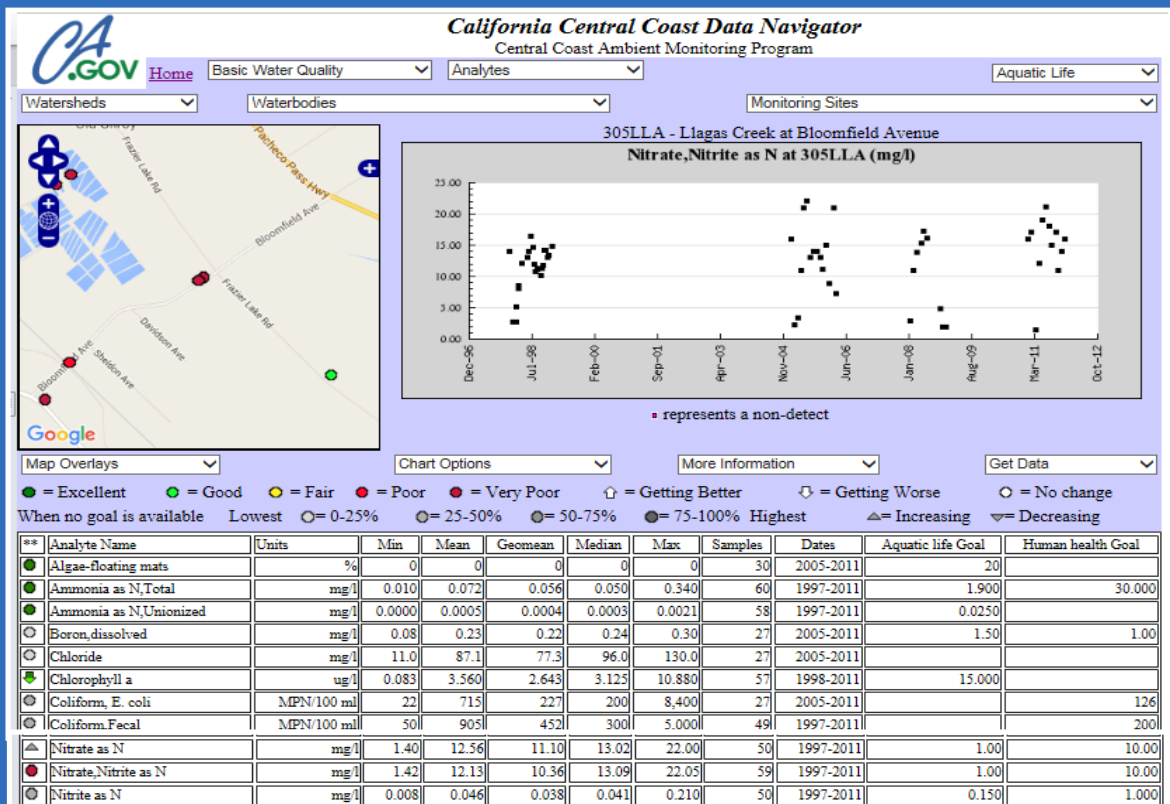 California Central Coast Data Navigator
Central Coast Ambient Monitoring Program
CA.GOV Home Basic Water Quality Analytes Aquatic Life
Watersheds Waterbodies Monitoring Sites
Old Gilroy
Frazier Lake Rd
Pacheco Pass Hwy
Bloomfield Ave
Frazier Lake Rd
Davidson Ave
Sheldon Ave
Bloomfield Ave
Google
305LLA - Llagas Creek at Bloomfield Avenue
Nitrate,Nitrite as N at 305LLA (mg/l)
25.00
20.00
15.00
10.00
5.00
0.00
Dec-96 Jul-98 Feb-00 Sep-01 Apr-03 Nov-04 Jun-06 Jan-08 Aug-09 Mar-11 Oct-12
represents a non-detect
Map Overlays Chart Options More Information Get Data
= Excellent = Good = Fair = Poor = Very Poor = Getting Better = Getting Worse = No change
When no goal is available Lowest = 0-25% = 25-50% = 50-75% = 75-100% Highest = Increasing = Decreasing
** Analyte Name Units Min Mean Geomean Median Max Samples Dates Aquatic life Goal Human health Goal
Algae-floating mats % 0 0 0 0 0 30 2005-2011 20
Ammonia as N,Total mg/l 0.010 0.072 0.056 0.050 0.340 60 1997-2011 1.900 30.000
Ammonia as N,Unionized mg/l 0.0000 0.0005 0.0004 0.0003 0.0021 58 1997-2011 0.0250
Boron,dissolved mg/l 0.08 0.23 0.22 0.24 0.30 27 2005-2011 1.50 1.00
Chloride mg/l 11.0 87.1 77.3 96.0 130.0 27 2005-2011
Chlorophyll a ug/l 0.083 3.560 2.643 3.125 10.880 57 1998-2011 15.000
Coliform, E. coli MPN/100 ml 22 715 227 200 8,400 27 2005-2011 126
Coliform,Fecal MPN/100 ml 50 905 452 300 5,000 49 1997-2011 200
Nitrate as N mg/l 1.40 12.56 11.10 13.02 22.00 50 1997-2011 1.00 10.00
Nitrate,Nitrite as N mg/l 1.42 12.13 10.36 13.09 22.05 59 1997-2011 1.00 10.00
Nitrite as N mg/l 0.008 0.046 0.038 0.041 0.210 50 1997-2011 0.150 1.000